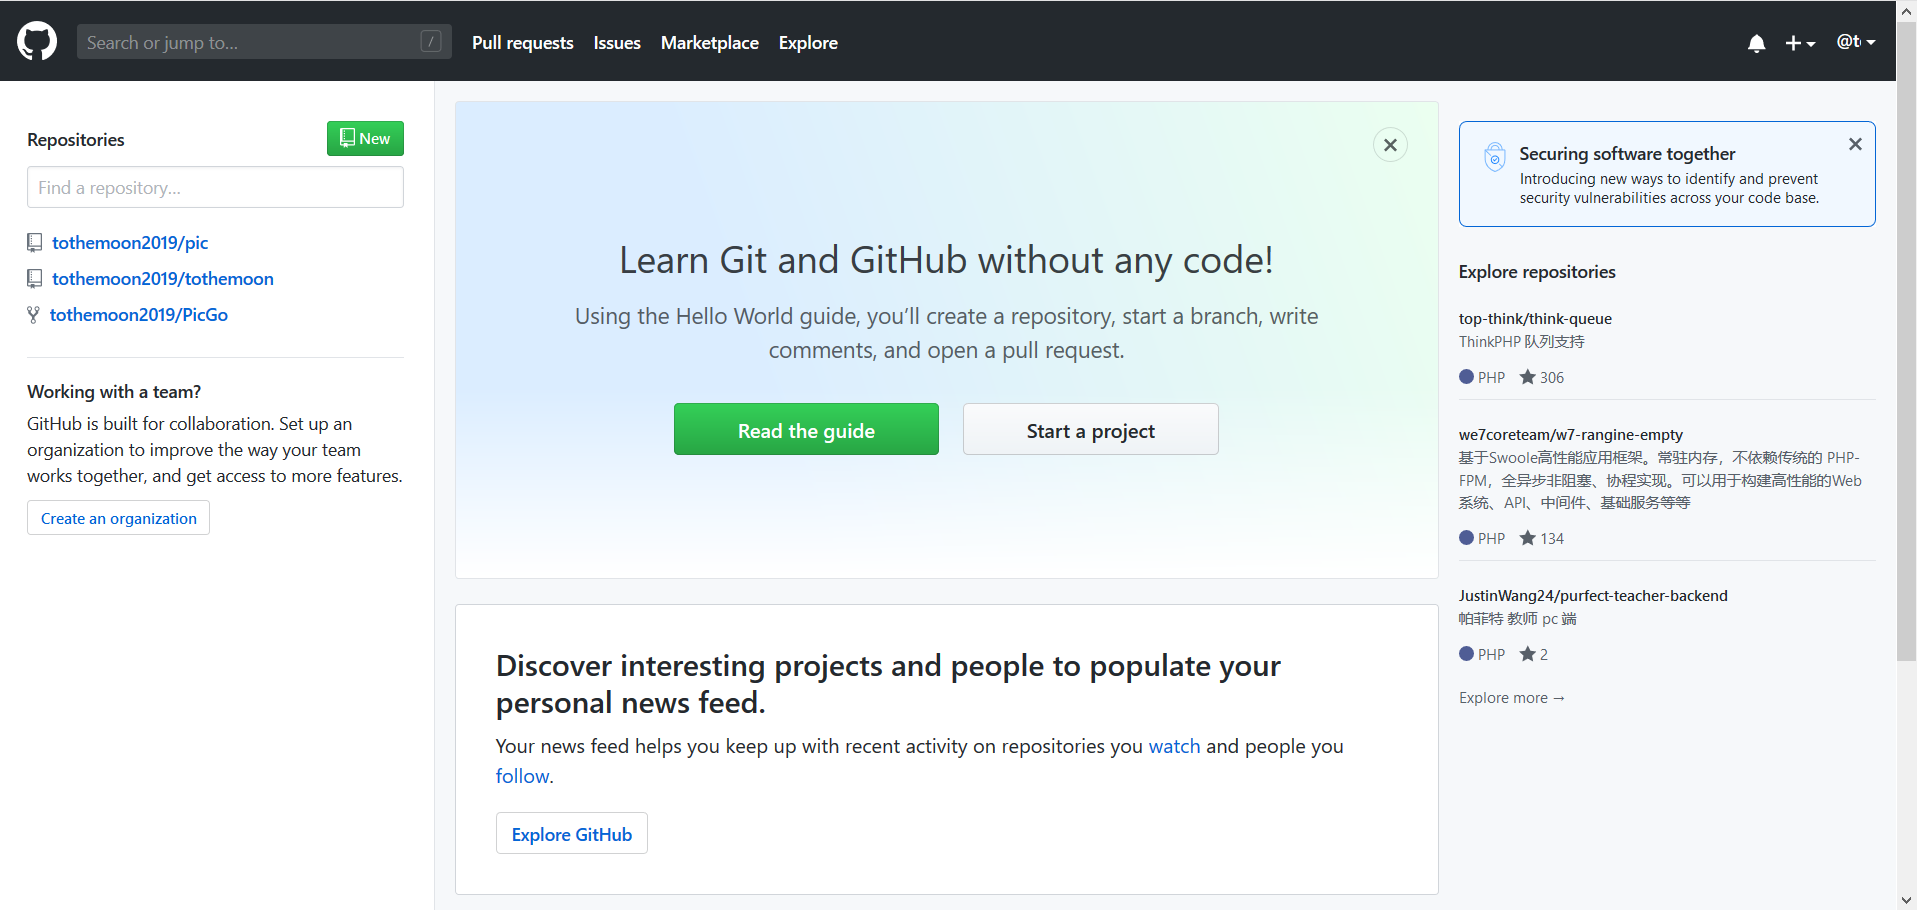 Search or jump to... /
Pull requests Issues Marketplace Explore
@t
Repositories
New
Find a repository...
tothemoon2019/pic
tothemoon2019/tothemoon
tothemoon2019/PicGo
Working with a team?
GitHub is built for collaboration. Set up an
organization to improve the way your team
works together, and get access to more features.
Create an organization
Learn Git and GitHub without any code!
Using the Hello World guide, you’ll create a repository, start a branch, write
comments, and open a pull request.
Read the guide
Start a project
Discover interesting projects and people to populate your
personal news feed.
Your news feed helps you keep up with recent activity on repositories you watch and people you
follow.
Explore GitHub
Securing software together
Introducing new ways to identify and prevent
security vulnerabilities across your code base.
Explore repositories
top-think/think-queue
ThinkPHP 队列支持
PHP 306
we7coreteam/w7-rangine-empty
基于Swoole高性能应用框架。常驻内存，不依赖传统的 PHP-
FPM，全异步非阻塞、协程实现。可以用于构建高性能的Web
系统、API、中间件、基础服务等等
PHP 134
JustinWang24/purfect-teacher-backend
帕菲特 教师 pc 端
PHP 2
Explore more →